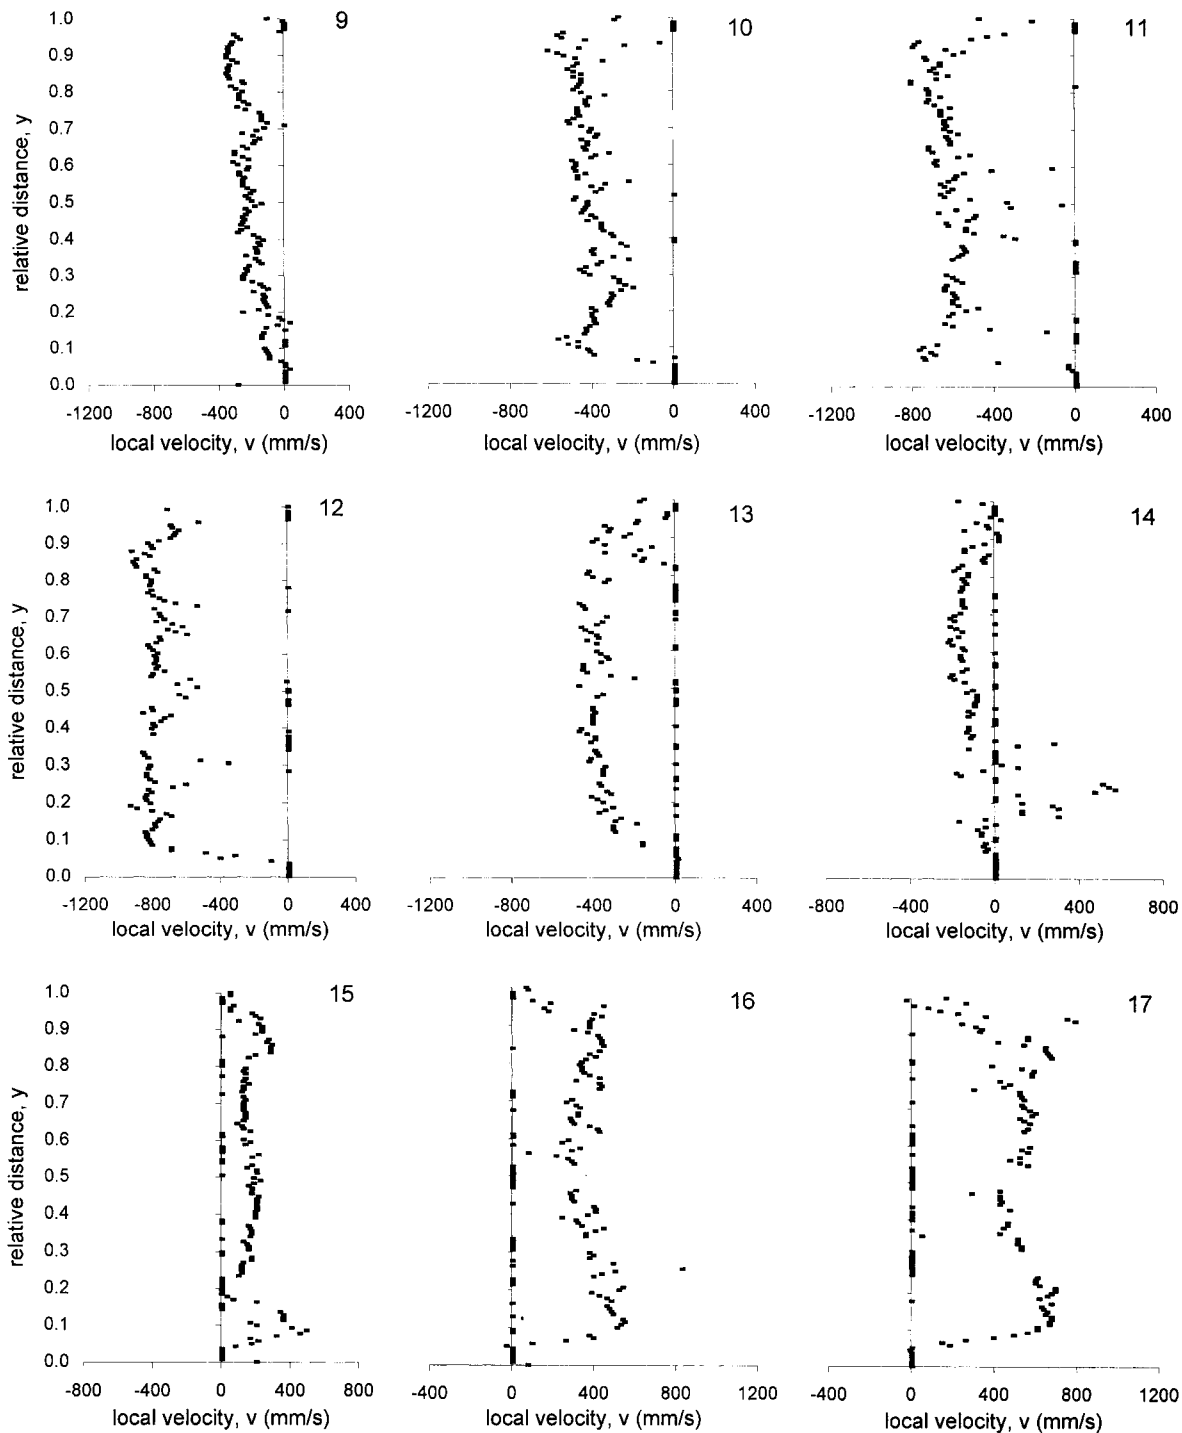 9
10
11
1.0
0.9
0.8
0.7
0.6
0.5
0.4
0.3
0.2
0.1
0.0
relative distance, y
-1200 -800 -400 0 400
-1200 -800 -400 0 400
-1200 -800 -400 0 400
local velocity, v (mm/s)
local velocity, v (mm/s)
local velocity, v (mm/s)
12
13
14
1.0
0.9
0.8
0.7
0.6
0.5
0.4
0.3
0.2
0.1
0.0
relative distance, y
-1200 -800 -400 0 400
-1200 -800 -400 0 400
-800 -400 0 400 800
local velocity, v (mm/s)
local velocity, v (mm/s)
local velocity, v (mm/s)
15
16
17
1.0
0.9
0.8
0.7
0.6
0.5
0.4
0.3
0.2
0.1
0.0
relative distance, y
-800 -400 0 400 800
-400 0 400 800 1200
-400 0 400 800 1200
local velocity, v (mm/s)
local velocity, v (mm/s)
local velocity, v (mm/s)